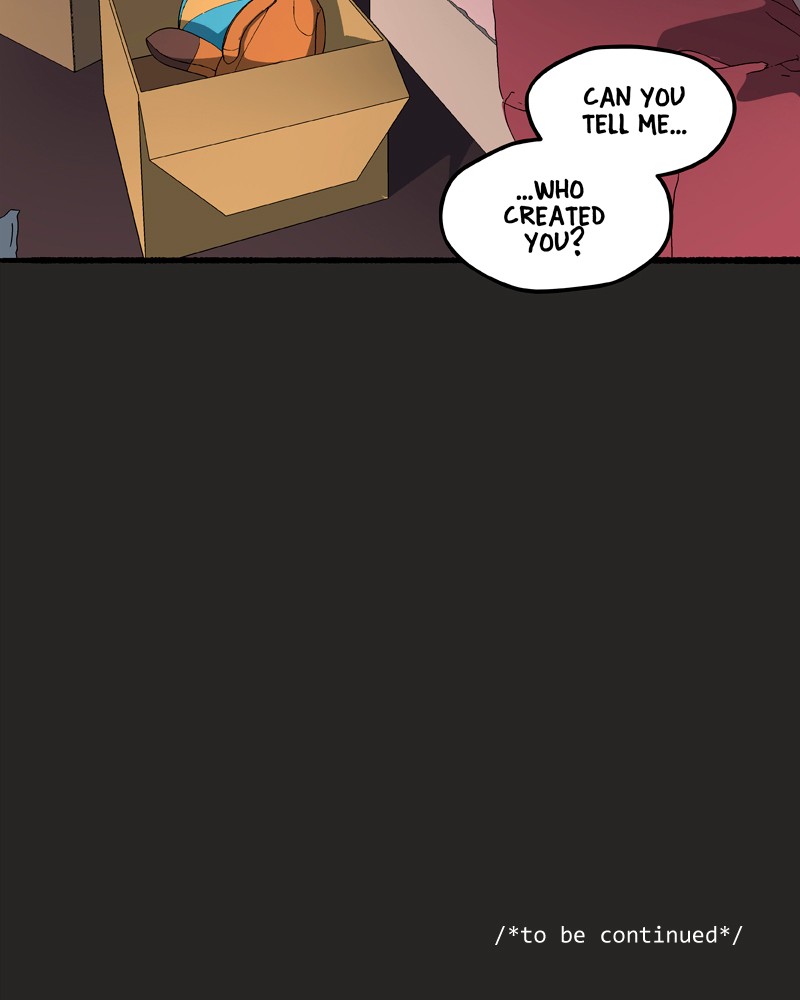 CAN YOU
TELL ME...
...WHO
CREATED
YOU?
/*to be continued*/